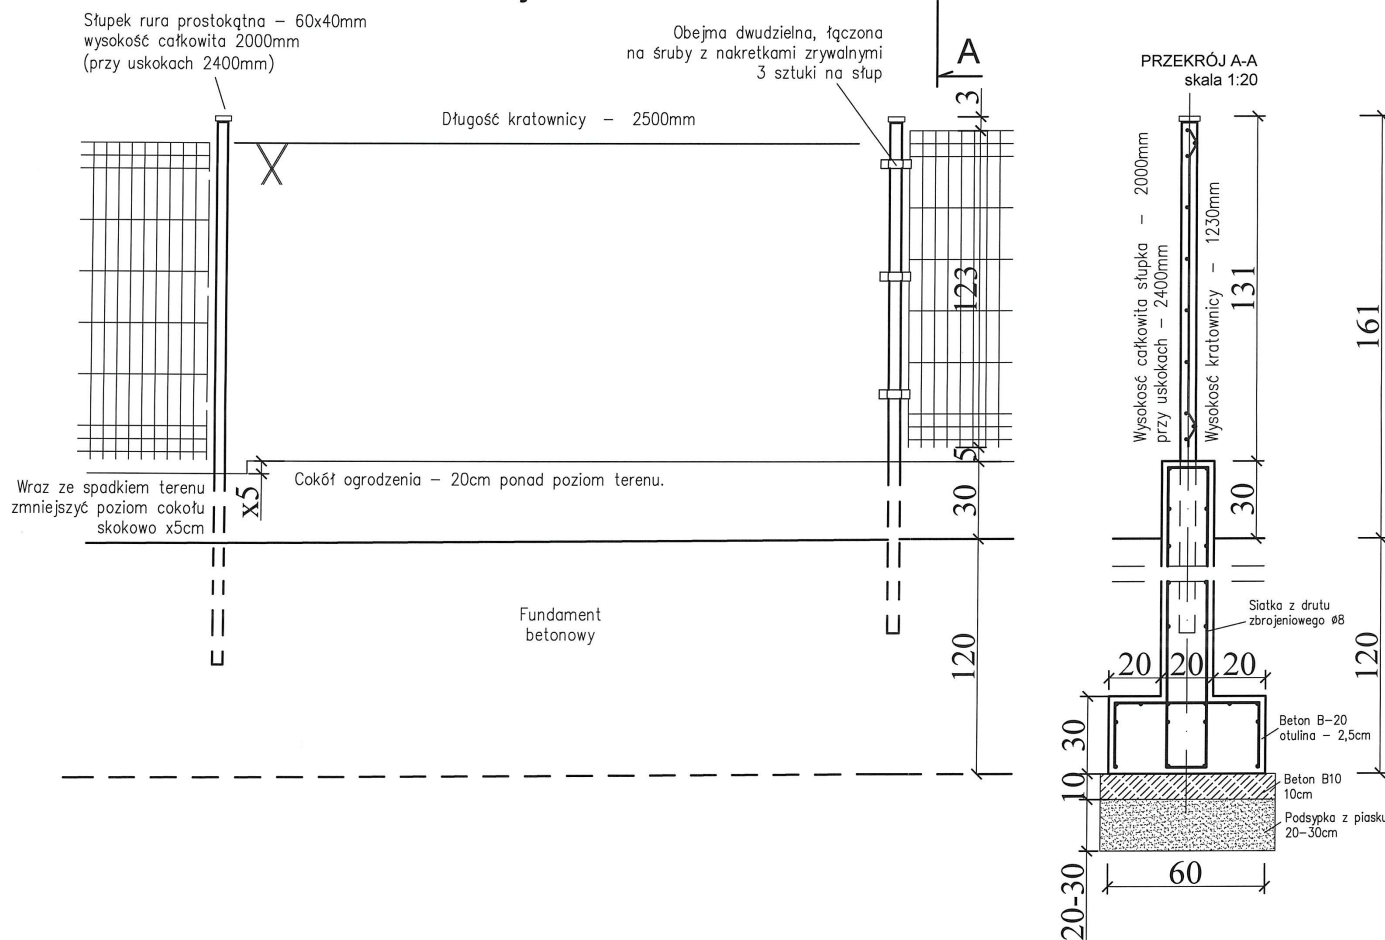 Słupek rura prostokątna – 60x40mm
wysokość całkowita 2000mm
(przy uskokach 2400mm)
Obejma dwudzielna, łączona
na śruby z nakretkami zrywalnymi
3 sztuki na słup
A
PRZEKRÓJ A-A
skala 1:20
Długość kratownicy – 2500mm
3
123
5
30
120
x5
Wraz ze spadkiem terenu
zmniejszyć poziom cokołu
skokowo x5cm
Cokół ogrodzenia – 20cm ponad poziom terenu.
Fundament
betonowy
Wysokosć całkowita słupka – 2000mm
przy uskokach – 2400mm
Wysokosć kratownicy – 1230mm
131
161
30
120
Siatka z drutu
zbrojeniowego ø8
20 20 20
30
10
20-30
Beton B–20
otulina – 2,5cm
Beton B10
10cm
Podsypka z piasku
20–30cm
60